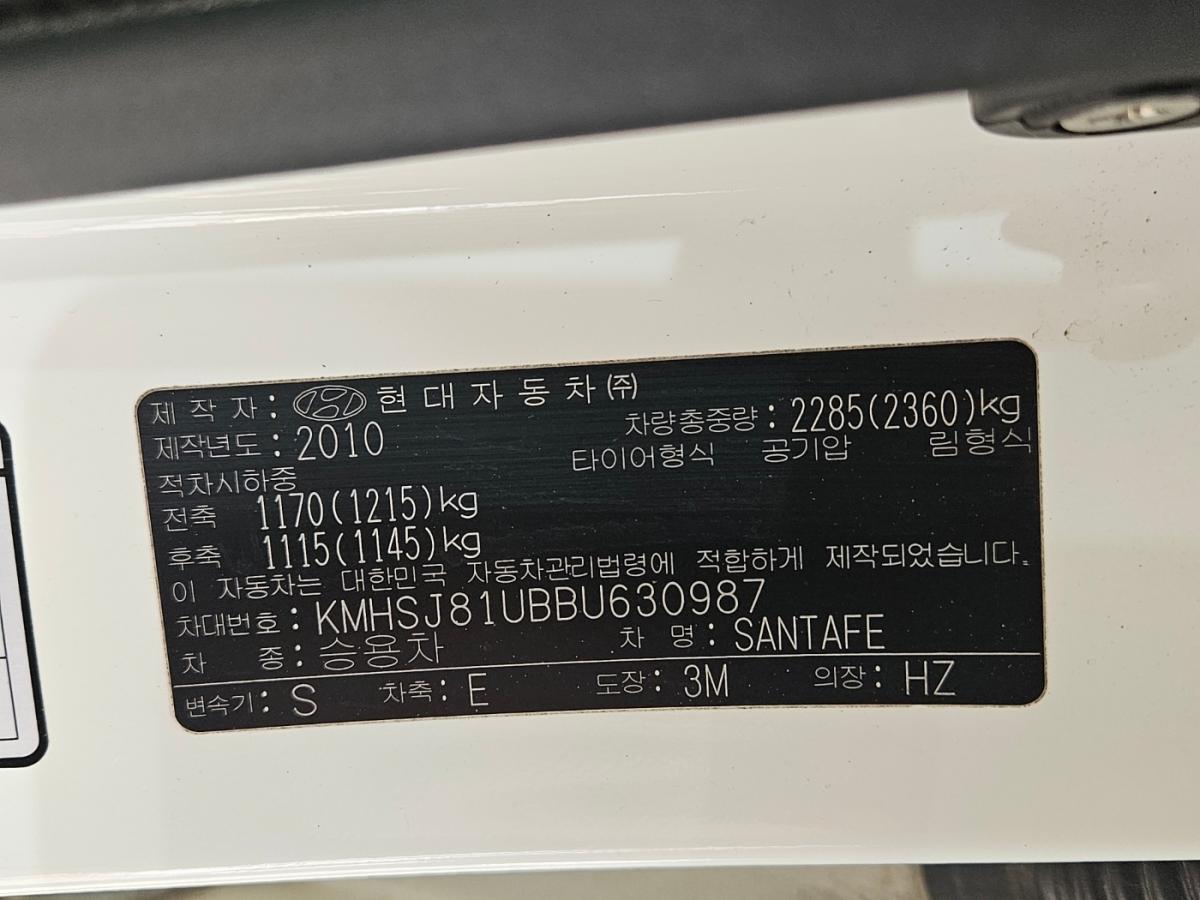 제 작 자 : 현 대 자 동 차 ㈜
제작년도 : 2010 차량총중량 : 2285(2360)kg
적차시하중 타이어형식 공기압 림형식
전축 1170(1215)kg
후축 1115(1145)kg
이 자동차는 대한민국 자동차관리법령에 적합하게 제작되었습니다.
차대번호 : KMHSJ81UBBU630987
차 종 : 승용차 차 명 : SANTAFE
변속기 : S 차축 : E 도장 : 3M 의장 : HZ